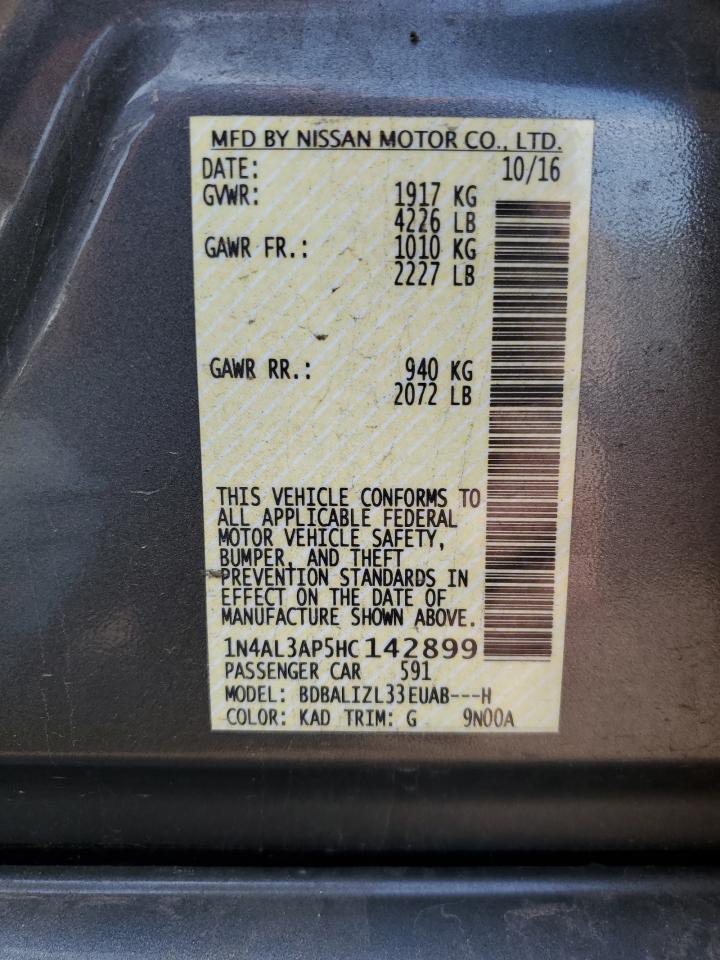 MFD BY NISSAN MOTOR CO., LTD.
DATE: 10/16
GVWR: 1917 KG
4226 LB
GAWR FR.: 1010 KG
2227 LB
GAWR RR.: 940 KG
2072 LB
THIS VEHICLE CONFORMS TO
ALL APPLICABLE FEDERAL
MOTOR VEHICLE SAFETY,
BUMPER, AND THEFT
PREVENTION STANDARDS IN
EFFECT ON THE DATE OF
MANUFACTURE SHOWN ABOVE.
1N4AL3AP5HC142899
PASSENGER CAR 591
MODEL: BDBALIZL33EUAB---H
COLOR: KAD TRIM: G 9N00A